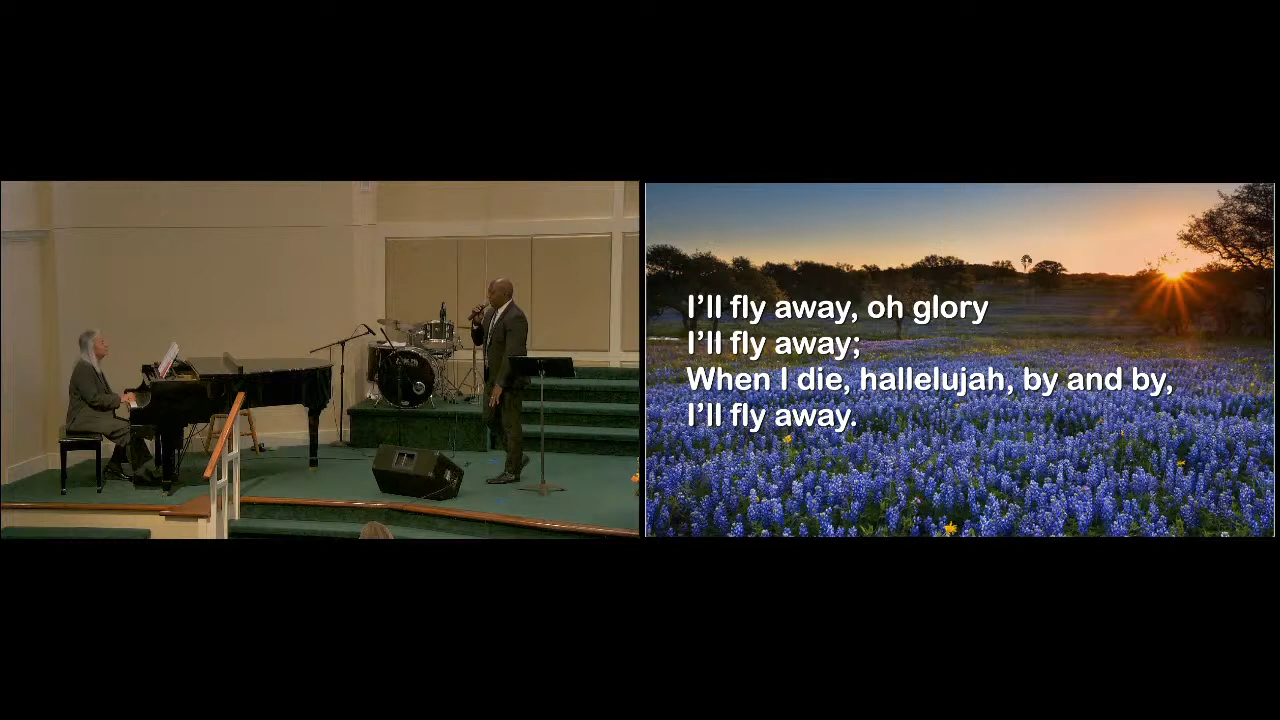 I'll fly away, oh glory
I'll fly away;
When I die, hallelujah, by and by,
I'll fly away.